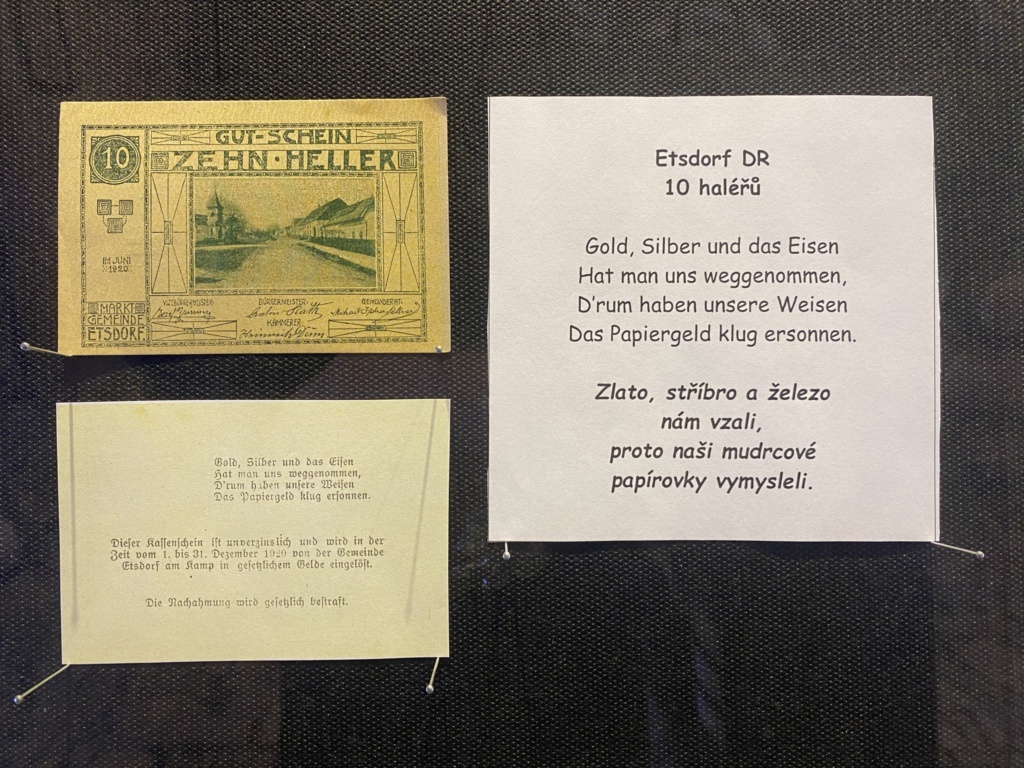 GUT-SCHEIN
10 ZEHN·HELLER
IM JUNI
1920
VIZEBÜRGERMEISTER BÜRGERMEISTER GEMEINDERAT
KÄMMERER
MARKT
GEMEINDE
ETSDORF.
Gold, Silber und das Eisen
Hat man uns weggenommen,
D'rum haben unsere Weisen
Das Papiergeld klug ersonnen.
Dieser Kassenschein ist unverzinslich und wird in der
Zeit vom 1. bis 31. Dezember 1920 von der Gemeinde
Etsdorf am Kamp in gesetzlichem Gelde eingelöst.
Die Nachahmung wird gesetzlich bestraft.
Etsdorf DR
10 haléřů
Gold, Silber und das Eisen
Hat man uns weggenommen,
D'rum haben unsere Weisen
Das Papiergeld klug ersonnen.
Zlato, stříbro a železo
nám vzali,
proto naši mudrcové
papírovky vymysleli.